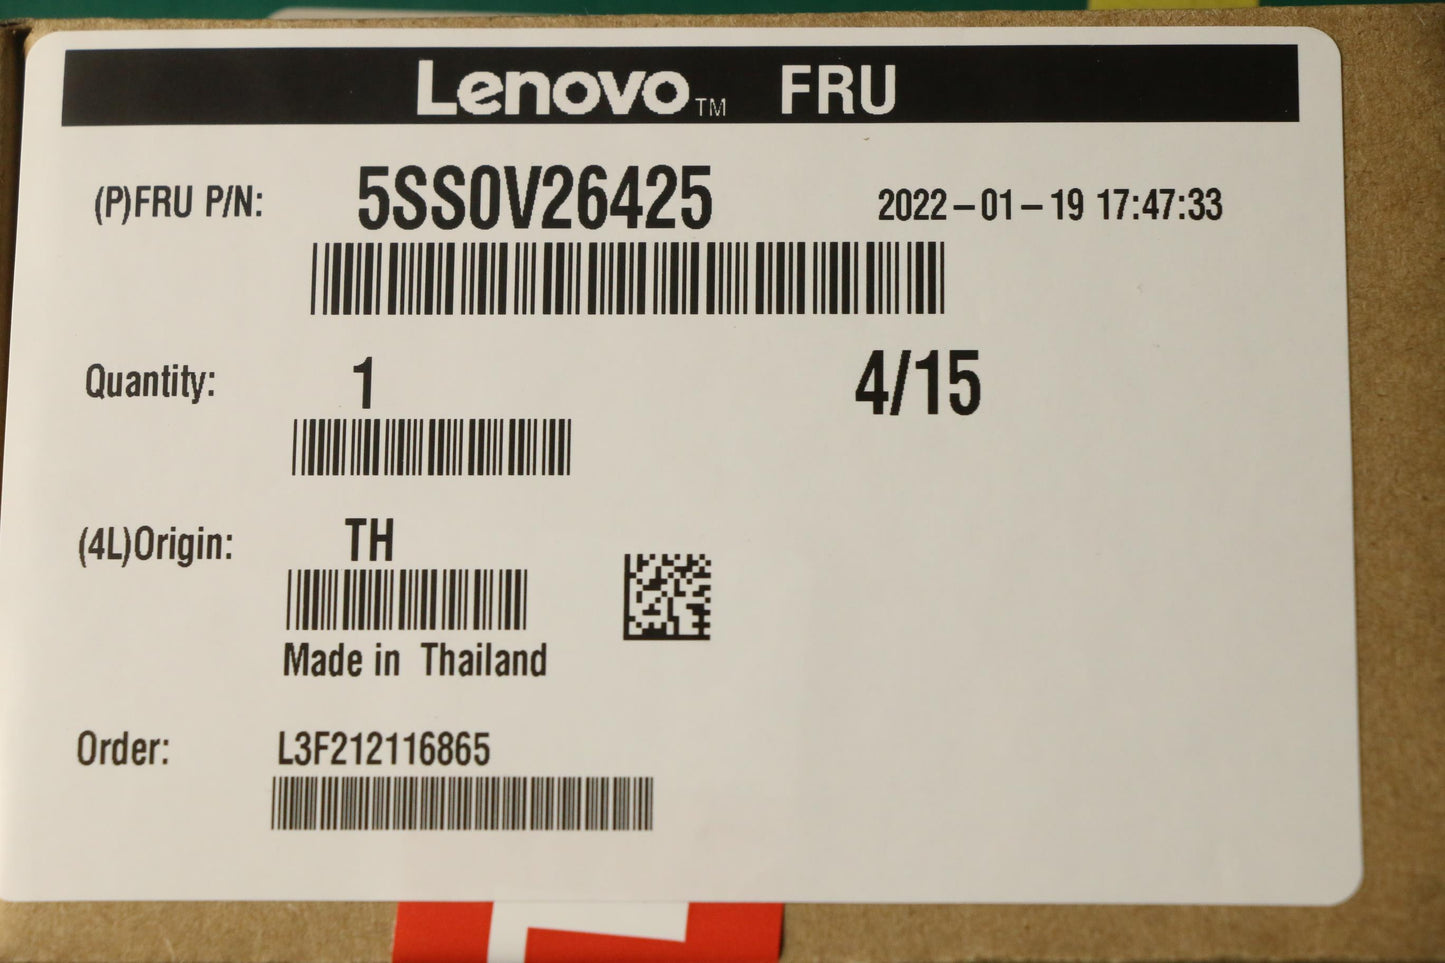 Lenovo™ FRU
(P)FRU P/N: 5SS0V26425 2022-01-19 17:47:33
Quantity: 1 4/15
(4L)Origin: TH
Made in Thailand
Order: L3F212116865